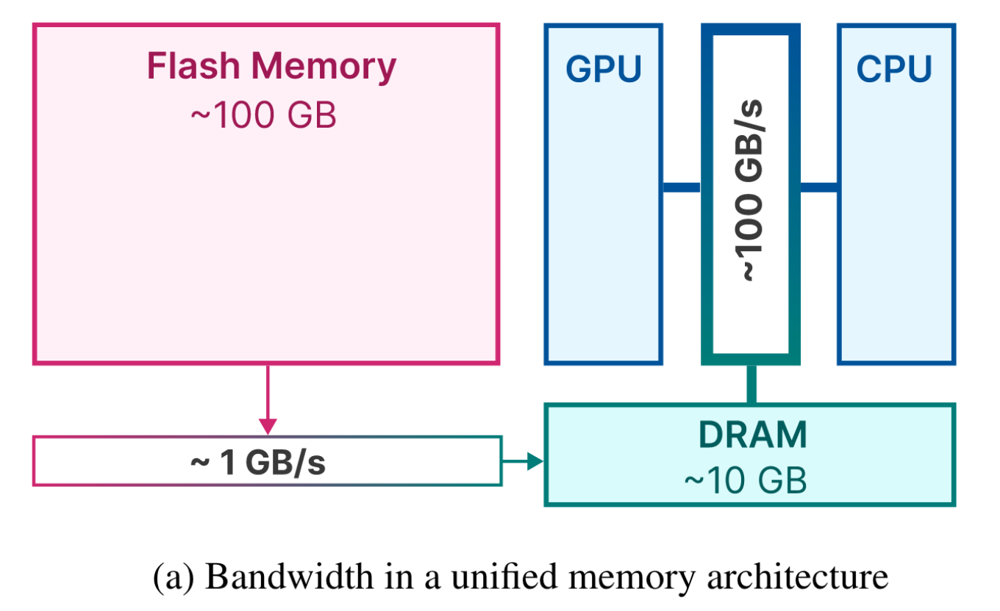 Flash Memory
~100 GB
GPU
~100 GB/s
CPU
~ 1 GB/s
DRAM
~10 GB
(a) Bandwidth in a unified memory architecture